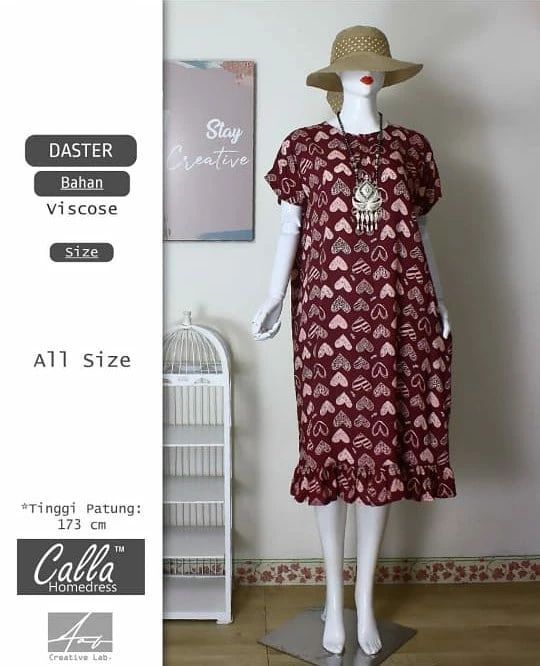 DASTER
Bahan
Viscose
Size
All Size
*Tinggi Patung:
173 cm
Calla™
Homedress
Creative Lab.
Stay
Creative